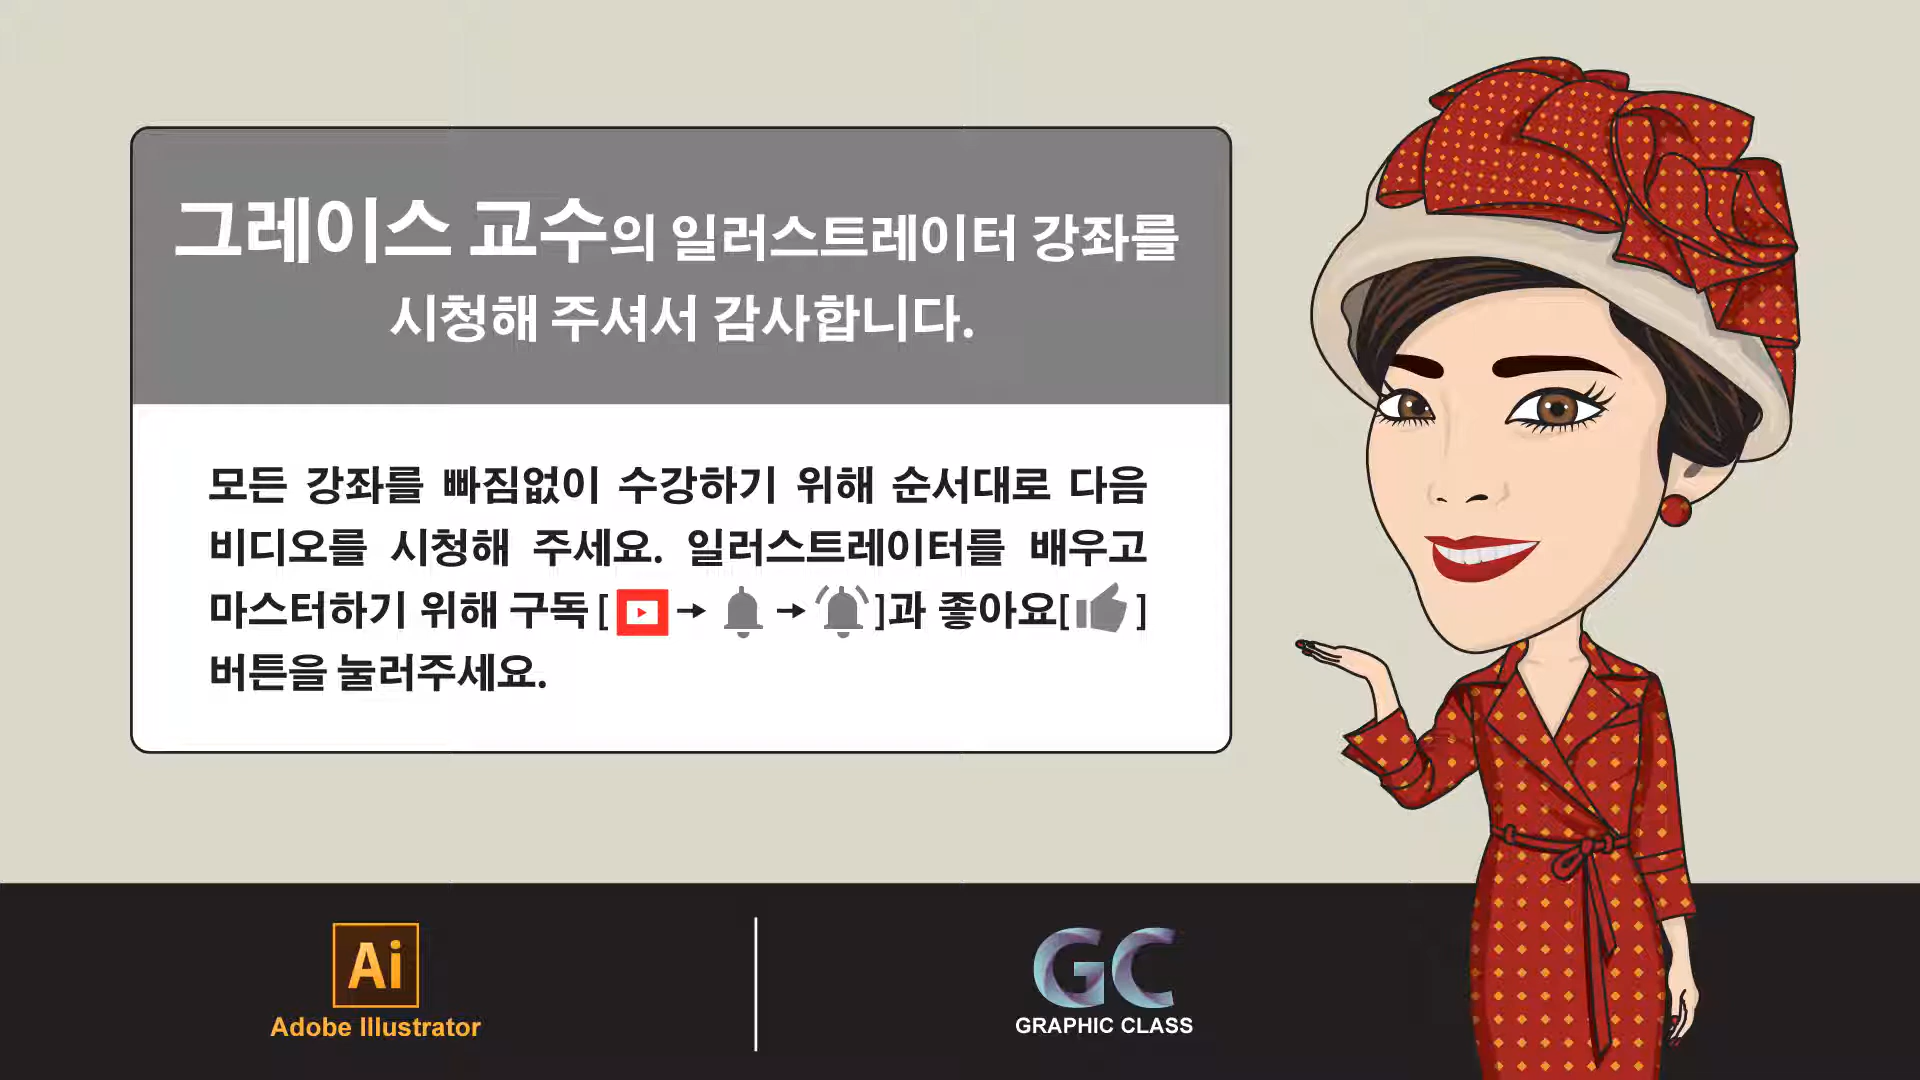 그레이스 교수의 일러스트레이터 강좌를
시청해 주셔서 감사합니다.
모든 강좌를 빠짐없이 수강하기 위해 순서대로 다음
비디오를 시청해 주세요. 일러스트레이터를 배우고
마스터하기 위해 구독[→→]과 좋아요[]
버튼을 눌러주세요.
Ai
Adobe Illustrator
GC
GRAPHIC CLASS